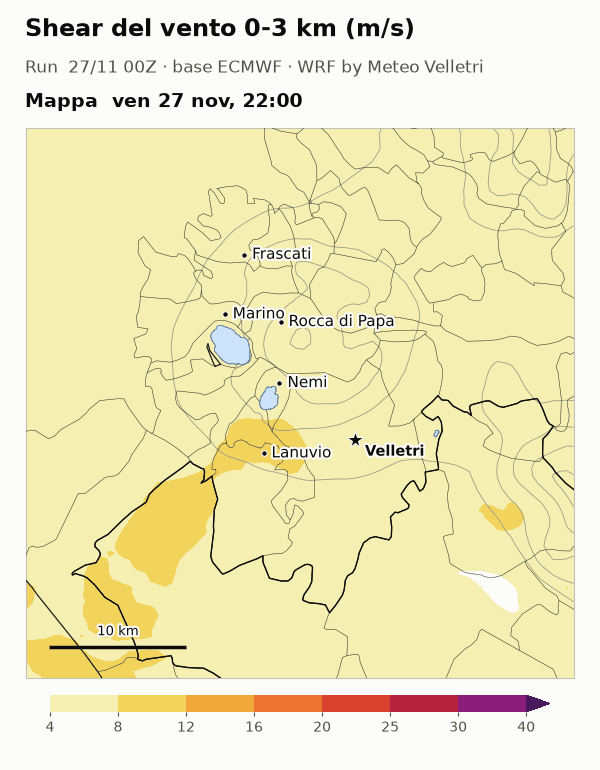 Shear del vento 0-3 km (m/s)
Run  27/11 00Z · base ECMWF · WRF by Meteo Velletri
Mappa  ven 27 nov, 22:00
Frascati
Marino
Rocca di Papa
Nemi
Velletri
Lanuvio
10 km
4 8 12 16 20 25 30 40